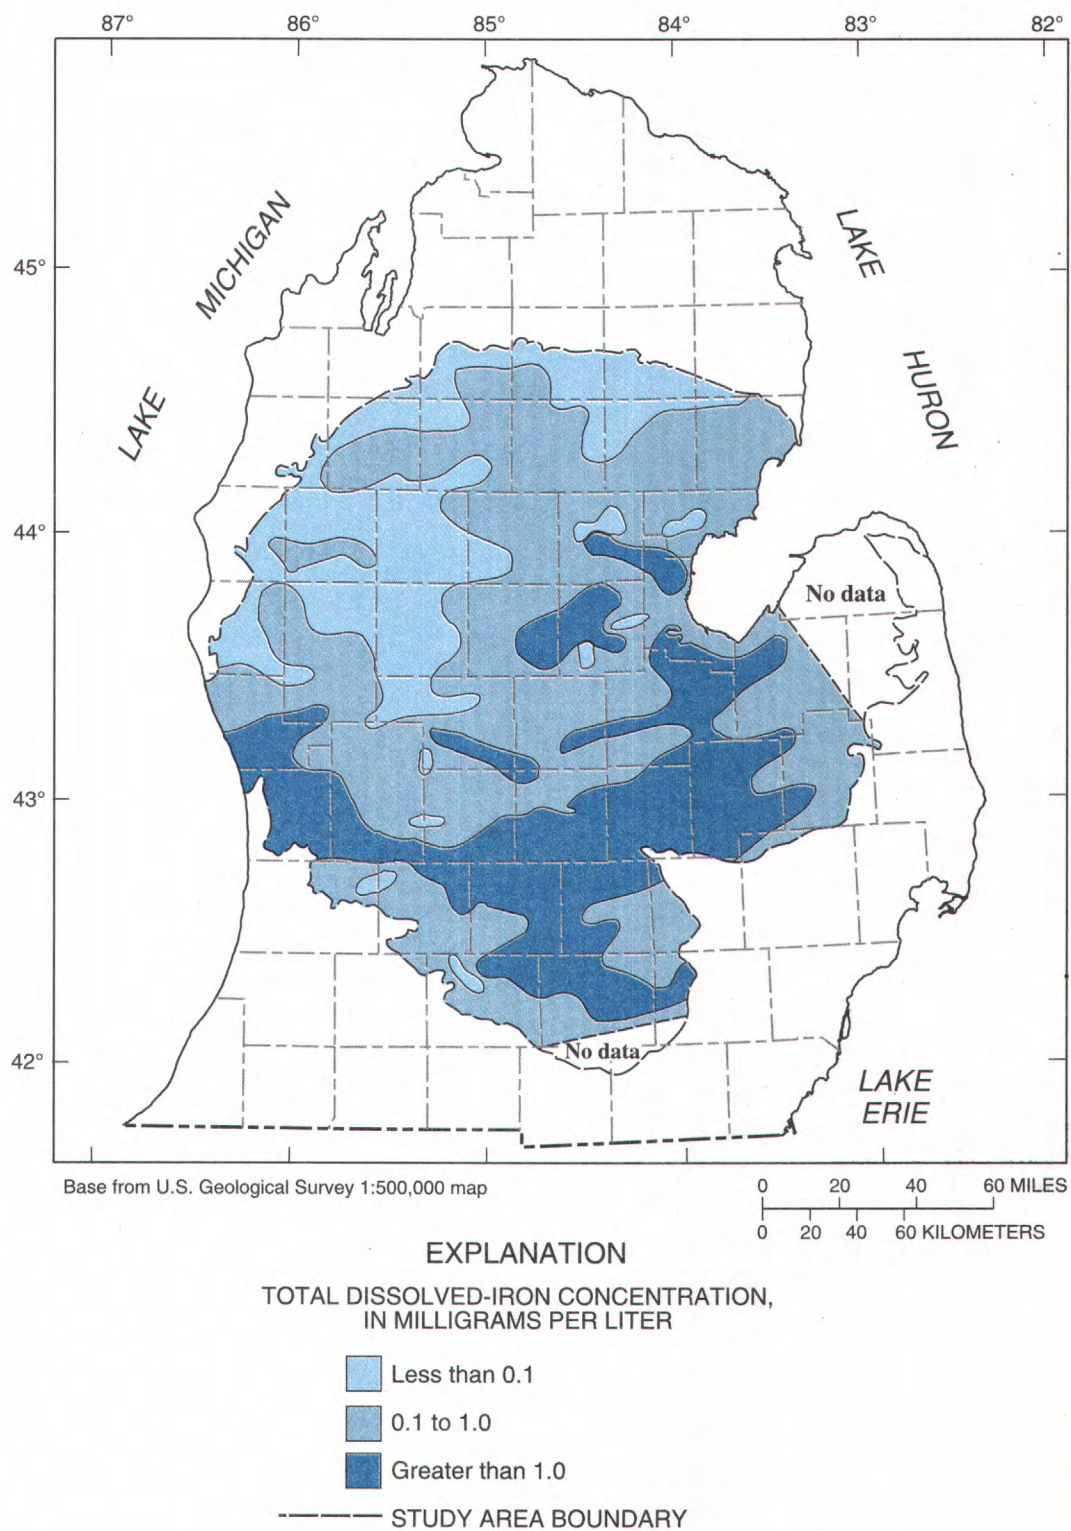 87° 86° 85° 84° 83° 82°
LAKE MICHIGAN
LAKE HURON
45°
44°
No data
43°
42°
No data
LAKE
ERIE
Base from U.S. Geological Survey 1:500,000 map
0 20 40 60 MILES
0 20 40 60 KILOMETERS
EXPLANATION
TOTAL DISSOLVED-IRON CONCENTRATION,
IN MILLIGRAMS PER LITER
Less than 0.1
0.1 to 1.0
Greater than 1.0
STUDY AREA BOUNDARY